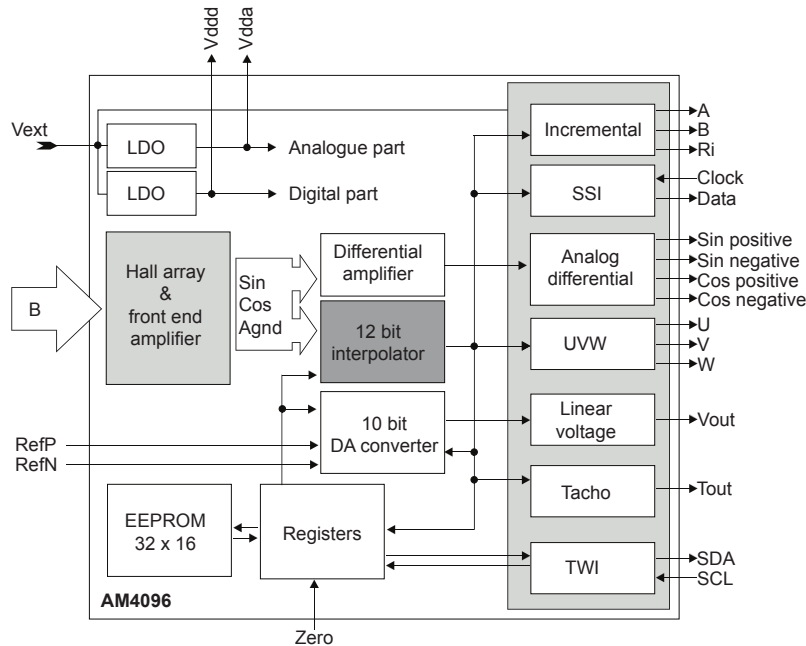 Vddd
Vdda
Vext
LDO
Analogue part
LDO
Digital part
B
Hall array
&
front end
amplifier
Sin
Cos
Agnd
Differential
amplifier
12 bit
interpolator
RefP
RefN
10 bit
DA converter
EEPROM
32 x 16
Registers
AM4096
Zero
Incremental
A
B
Ri
SSI
Clock
Data
Analog
differential
Sin positive
Sin negative
Cos positive
Cos negative
UVW
U
V
W
Linear
voltage
Vout
Tacho
Tout
TWI
SDA
SCL